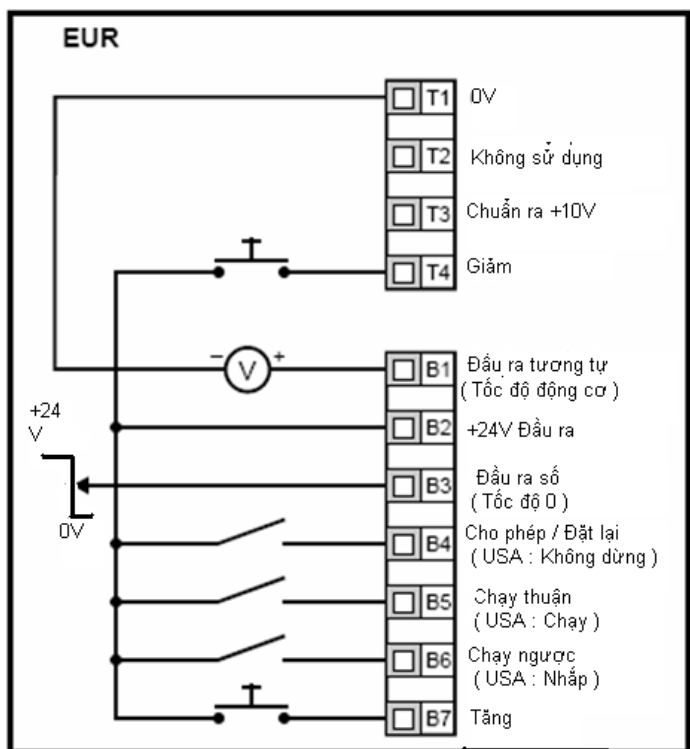 EUR
T1 0V
T2 Không sử dụng
T3 Chuẩn ra +10V
T4 Giảm
B1 Đầu ra tương tự
( Tốc độ động cơ )
- V +
B2 +24V Đầu ra
+24
V
B3 Đầu ra số
( Tốc độ 0 )
0V
B4 Cho phép / Đặt lại
( USA : Không dừng )
B5 Chạy thuận
( USA : Chạy )
B6 Chạy ngược
( USA : Nhắp )
B7 Tăng